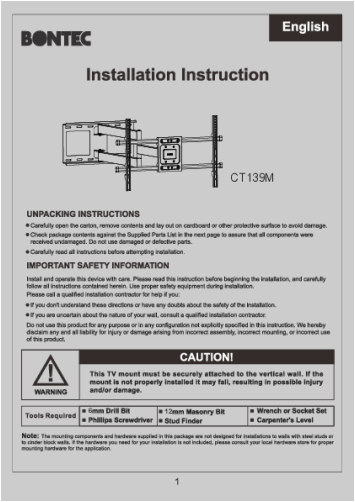 English
BONTEC
Installation Instruction
CT139M
UNPACKING INSTRUCTIONS
● Carefully open the carton, remove contents and lay out on cardboard or other protective surface to avoid damage.
● Check package contents against the Supplied Parts List in the next page to assure that all components were
received undamaged. Do not use damaged or defective parts.
● Carefully read all instructions before attempting installation.
IMPORTANT SAFETY INFORMATION
Install and operate this device with care. Please read this instruction before beginning the installation, and carefully
follow all instructions contained herein. Use proper safety equipment during installation.
Please call a qualified installation contractor for help if you:
● If you don't understand these directions or have any doubts about the safety of the installation.
● If you are uncertain about the nature of your wall, consult a qualified installation contractor.
Do not use this product for any purpose or in any configuration not explicitly specified in this instruction. We hereby
disclaim any and all liability for injury or damage arising from incorrect assembly, incorrect mounting, or incorrect use
of this product.
CAUTION!
This TV mount must be securely attached to the vertical wall. If the
mount is not properly installed it may fall, resulting in possible injury
and/or damage.
WARNING
Tools Required
■ 6mm Drill Bit
■ Phillips Screwdriver
■ 12mm Masonry Bit
■ Stud Finder
■ Wrench or Socket Set
■ Carpenter's Level
Note: The mounting components and hardware supplied in this package are not designed for installations to walls with steel studs or
to cinder block walls. If the hardware you need for your installation is not included, please consult your local hardware store for proper
mounting hardware for the application.
1